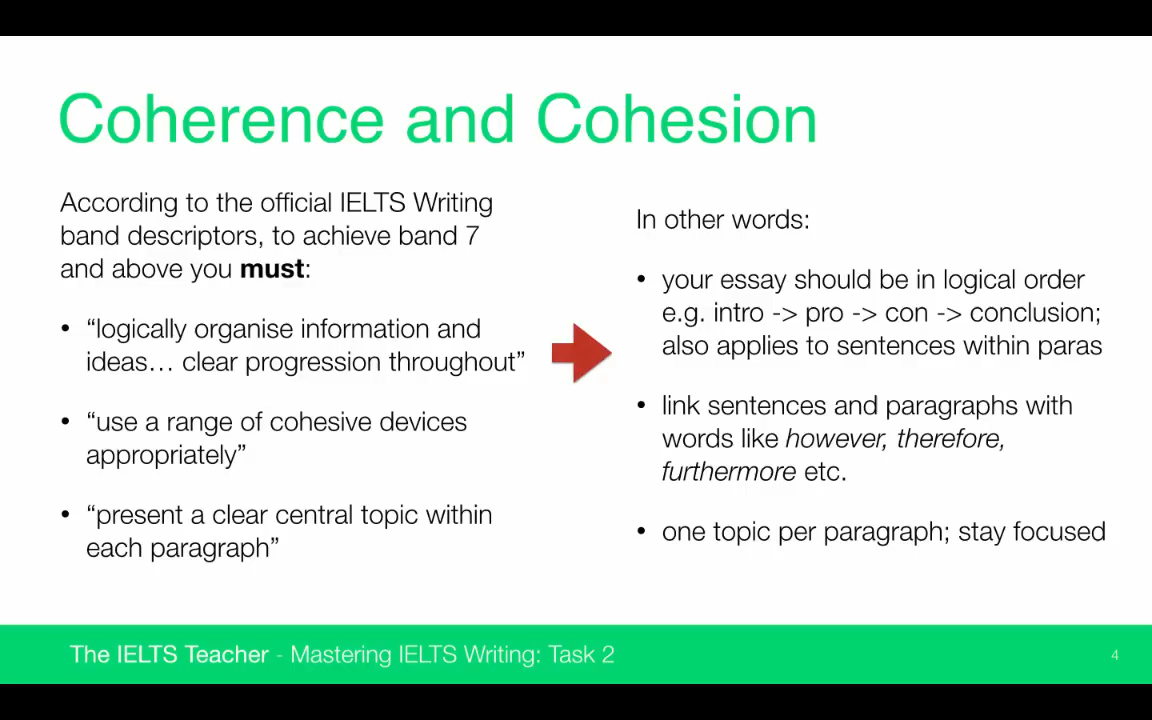 Coherence and Cohesion
According to the official IELTS Writing
band descriptors, to achieve band 7
and above you must:
• “logically organise information and
ideas… clear progression throughout”
• “use a range of cohesive devices
appropriately”
• “present a clear central topic within
each paragraph”
In other words:
• your essay should be in logical order
e.g. intro -> pro -> con -> conclusion;
also applies to sentences within paras
• link sentences and paragraphs with
words like however, therefore,
furthermore etc.
• one topic per paragraph; stay focused
The IELTS Teacher - Mastering IELTS Writing: Task 2
4